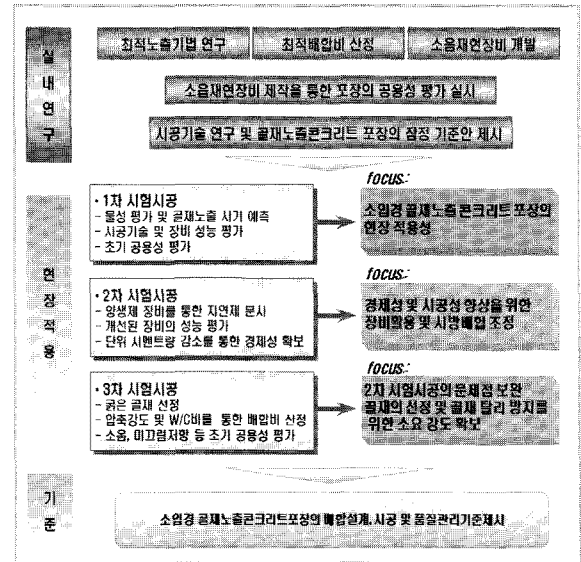 실내연구
최적노출기법 연구
최적배합비 산정
소음재현장비 개발
소음재현장비 제작을 통한 포장의 공용성 평가 실시
시공기술 연구 및 골재노출콘크리트 포장의 잠정 기준안 제시
현장적용
• 1차 시험시공
- 물성 평가 및 골재노출 시기 예측
- 시공기술 및 장비 성능 평가
- 초기 공용성 평가
focus:
소입경 골재노출 콘크리트 포장의
현장 적용성
• 2차 시험시공
- 양생제 장비를 통한 지연제 분사
- 개선된 장비의 성능 평가
- 단위 시멘트량 감소를 통한 경제성 확보
focus:
경제성 및 시공성 향상을 위한
장비활용 및 시방배합 조정
• 3차 시험시공
- 굵은 골재 선정
- 압축강도 및 W/C비를 통한 배합비 산정
- 소음, 미끄럼저항 등 초기 공용성 평가
focus:
2차 시험시공의 문제점 보완
골재의 선정 및 골재 탈리 방지를
위한 소요 강도 확보
기준
소입경 골재노출콘크리트포장의 배합설계, 시공 및 품질관리기준제시